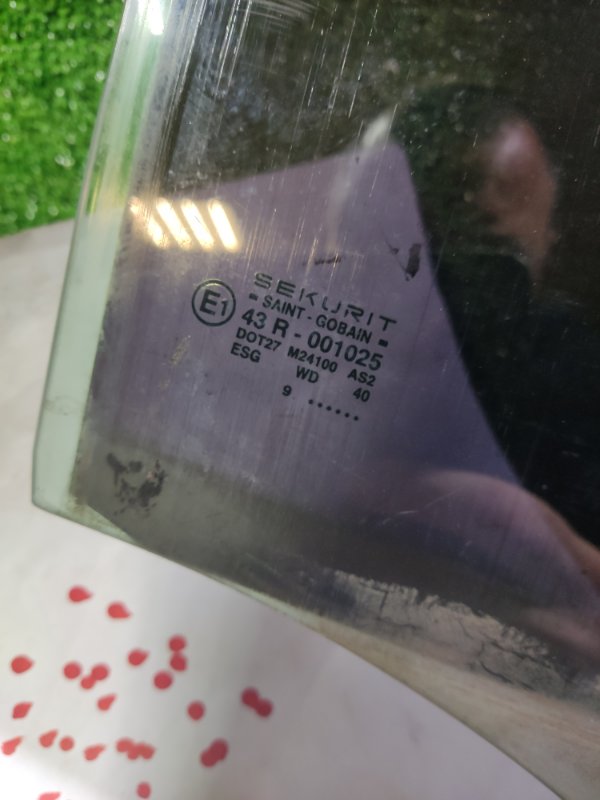 SEKURIT
- SAINT - GOBAIN -
E1
43 R - 001025
DOT27 M24100 AS2
ESG WD 40
9 ......